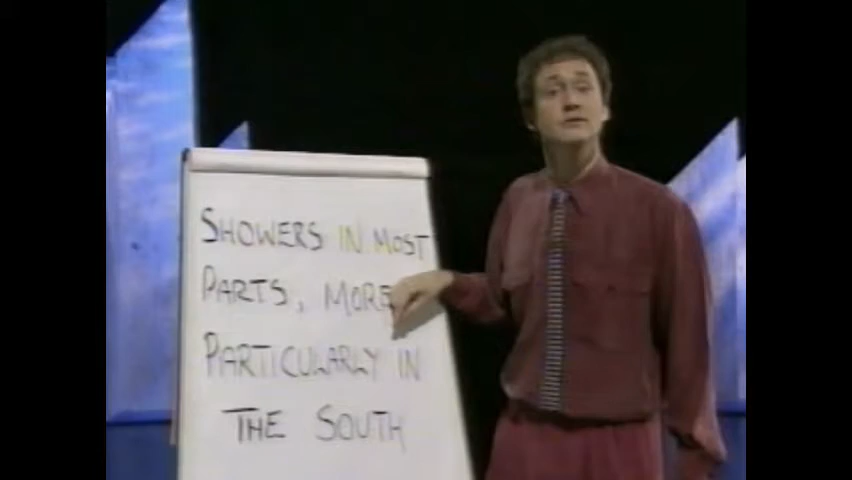 SHOWERS IN MOST
PARTS, MORE
PARTICULARLY IN
THE SOUTH